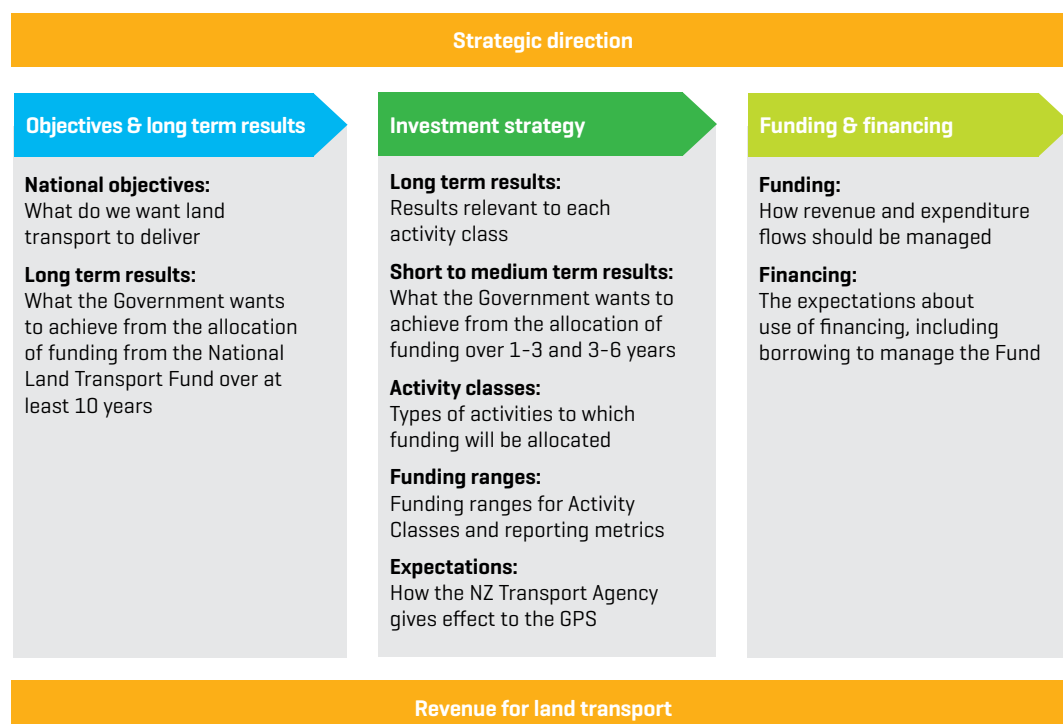 Strategic direction
Objectives & long term results
National objectives:
What do we want land
transport to deliver
Long term results:
What the Government wants
to achieve from the allocation
of funding from the National
Land Transport Fund over at
least 10 years
Investment strategy
Long term results:
Results relevant to each
activity class
Short to medium term results:
What the Government wants to
achieve from the allocation of
funding over 1-3 and 3-6 years
Activity classes:
Types of activities to which
funding will be allocated
Funding ranges:
Funding ranges for Activity
Classes and reporting metrics
Expectations:
How the NZ Transport Agency
gives effect to the GPS
Funding & financing
Funding:
How revenue and expenditure
flows should be managed
Financing:
The expectations about
use of financing, including
borrowing to manage the Fund
Revenue for land transport